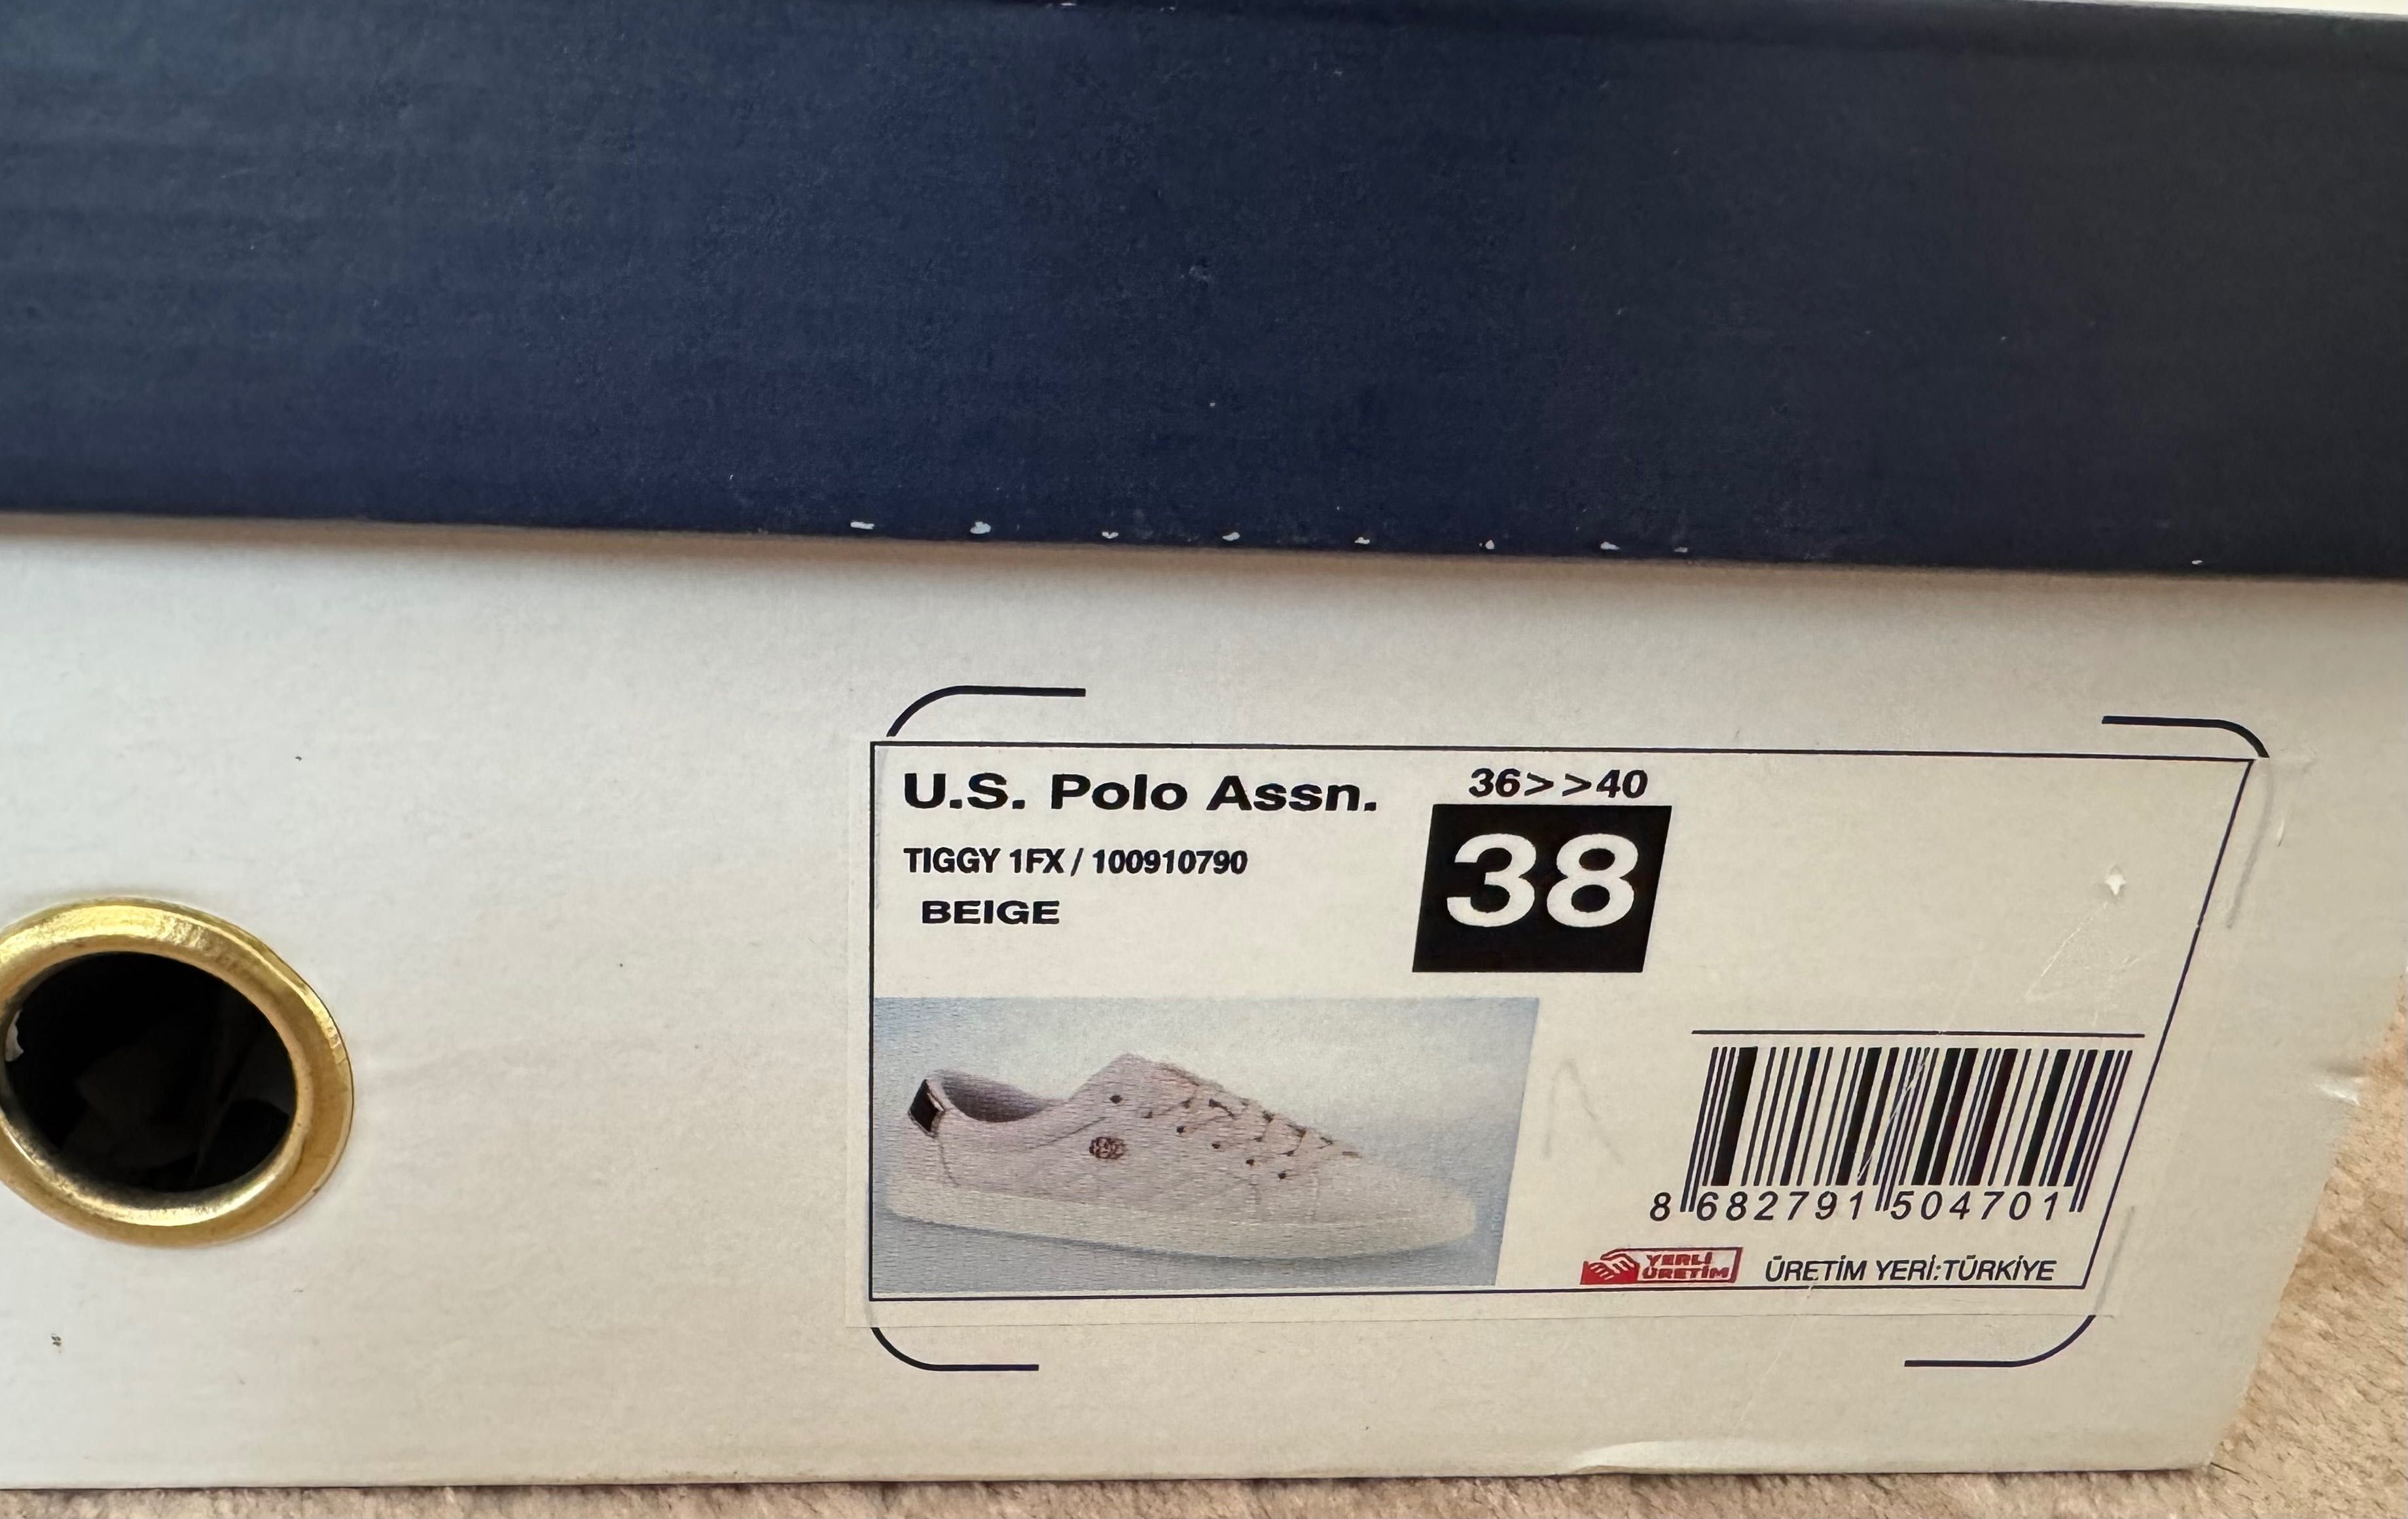 U.S. Polo Assn.
36>>40
TIGGY 1FX / 100910790
38
BEIGE
8 682791 504701
YERLİ
ÜRETİM
ÜRETİM YERİ:TÜRKİYE